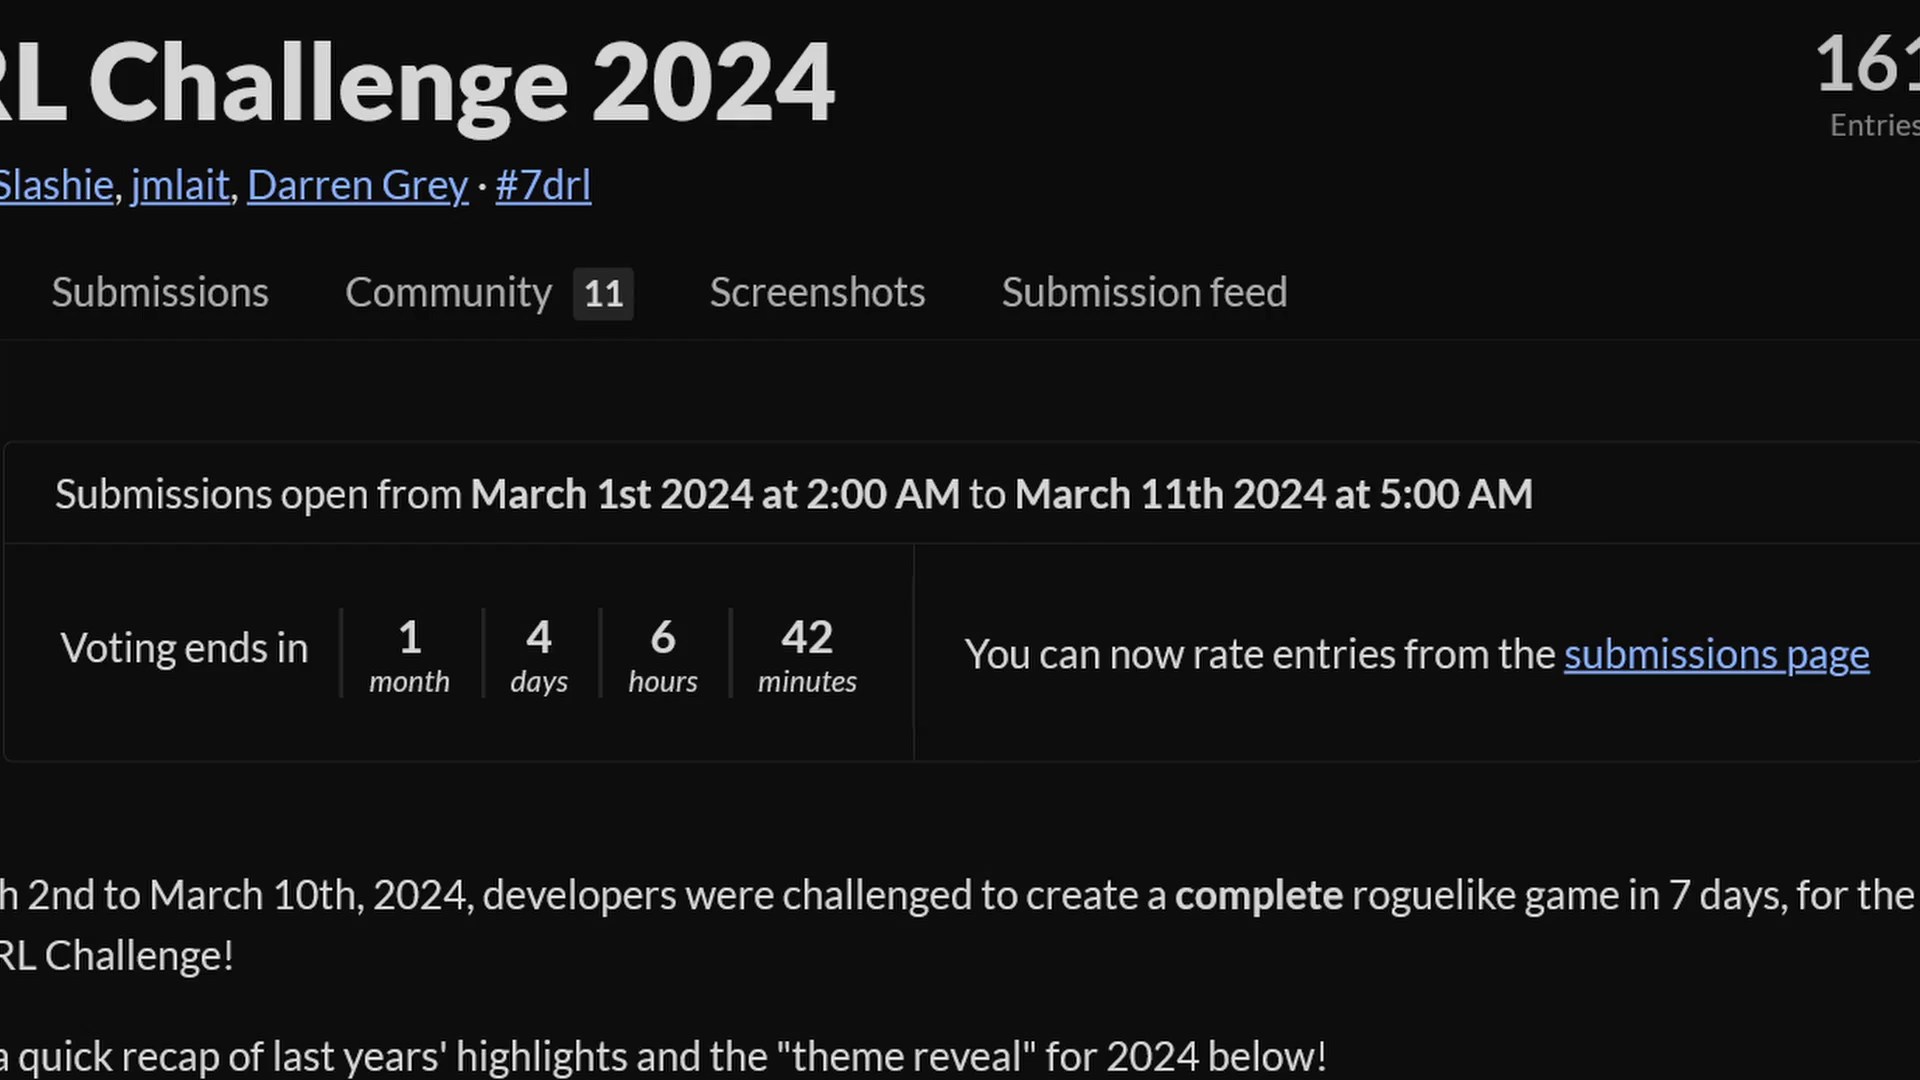 RL Challenge 2024
161
Entries
Slashie, jmlait, Darren Grey · #7drl
Submissions Community 11 Screenshots Submission feed
Submissions open from March 1st 2024 at 2:00 AM to March 11th 2024 at 5:00 AM
Voting ends in 1 month 4 days 6 hours 42 minutes
You can now rate entries from the submissions page
h 2nd to March 10th, 2024, developers were challenged to create a complete roguelike game in 7 days, for the
RL Challenge!
a quick recap of last years' highlights and the "theme reveal" for 2024 below!